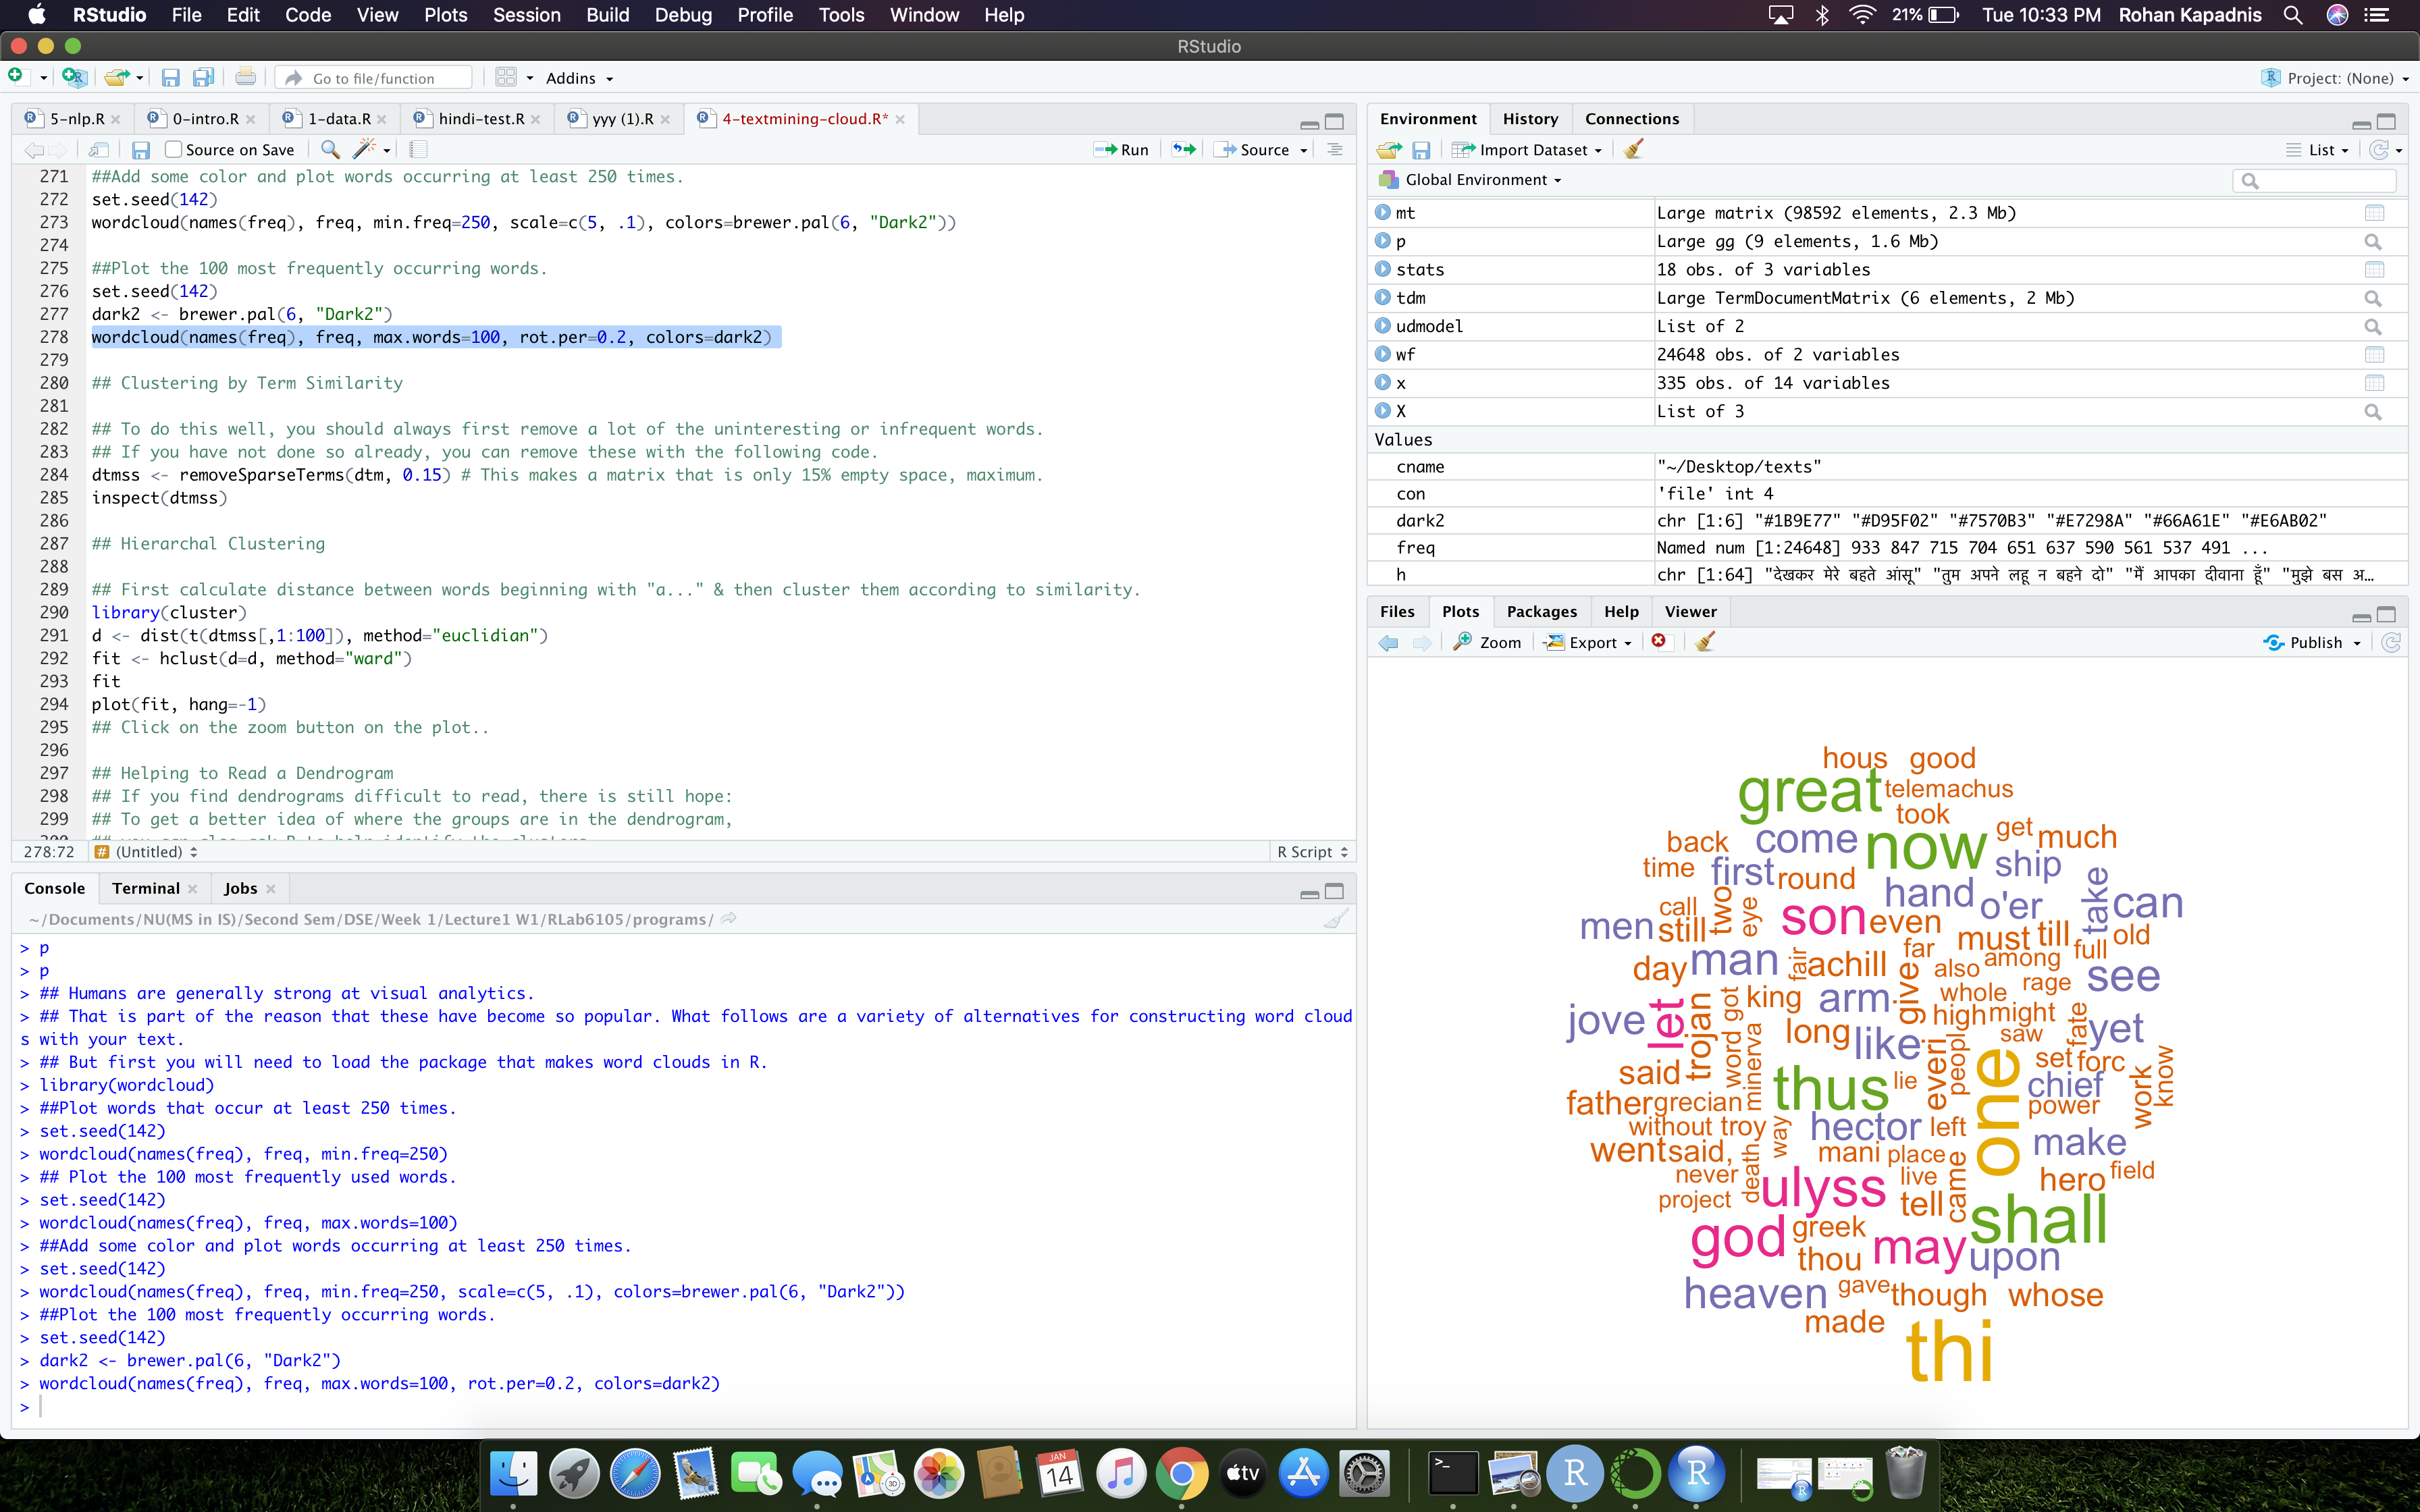 RStudio File Edit Code View Plots Session Build Debug Profile Tools Window Help 21% Tue 10:33 PM Rohan Kapadnis
RStudio
Go to file/function Addins Project: (None)
5-nlp.R 0-intro.R 1-data.R hindi-test.R yyy (1).R 4-textmining-cloud.R*
Source on Save Run Source
271 ##Add some color and plot words occurring at least 250 times.
272 set.seed(142)
273 wordcloud(names(freq), freq, min.freq=250, scale=c(5, .1), colors=brewer.pal(6, "Dark2"))
274
275 ##Plot the 100 most frequently occurring words.
276 set.seed(142)
277 dark2 <- brewer.pal(6, "Dark2")
278 wordcloud(names(freq), freq, max.words=100, rot.per=0.2, colors=dark2)
279
280 ## Clustering by Term Similarity
281
282 ## To do this well, you should always first remove a lot of the uninteresting or infrequent words.
283 ## If you have not done so already, you can remove these with the following code.
284 dtmss <- removeSparseTerms(dtm, 0.15) # This makes a matrix that is only 15% empty space, maximum.
285 inspect(dtmss)
286
287 ## Hierarchal Clustering
288
289 ## First calculate distance between words beginning with "a..." & then cluster them according to similarity.
290 library(cluster)
291 d <- dist(t(dtmss[,1:100]), method="euclidian")
292 fit <- hclust(d=d, method="ward")
293 fit
294 plot(fit, hang=-1)
295 ## Click on the zoom button on the plot..
296
297 ## Helping to Read a Dendrogram
298 ## If you find dendrograms difficult to read, there is still hope:
299 ## To get a better idea of where the groups are in the dendrogram,
278:72 # (Untitled) R Script
Console Terminal Jobs
~/Documents/NU(MS in IS)/Second Sem/DSE/Week 1/Lecture1 W1/RLab6105/programs/
> p
> p
> ## Humans are generally strong at visual analytics.
> ## That is part of the reason that these have become so popular. What follows are a variety of alternatives for constructing word cloud
s with your text.
> ## But first you will need to load the package that makes word clouds in R.
> library(wordcloud)
> ##Plot words that occur at least 250 times.
> set.seed(142)
> wordcloud(names(freq), freq, min.freq=250)
> ## Plot the 100 most frequently used words.
> set.seed(142)
> wordcloud(names(freq), freq, max.words=100)
> ##Add some color and plot words occurring at least 250 times.
> set.seed(142)
> wordcloud(names(freq), freq, min.freq=250, scale=c(5, .1), colors=brewer.pal(6, "Dark2"))
> ##Plot the 100 most frequently occurring words.
> set.seed(142)
> dark2 <- brewer.pal(6, "Dark2")
> wordcloud(names(freq), freq, max.words=100, rot.per=0.2, colors=dark2)
>
Environment History Connections
Import Dataset List
Global Environment
mt Large matrix (98592 elements, 2.3 Mb)
p Large gg (9 elements, 1.6 Mb)
stats 18 obs. of 3 variables
tdm Large TermDocumentMatrix (6 elements, 2 Mb)
udmodel List of 2
wf 24648 obs. of 2 variables
x 335 obs. of 14 variables
X List of 3
Values
cname "~/Desktop/texts"
con 'file' int 4
dark2 chr [1:6] "#1B9E77" "#D95F02" "#7570B3" "#E7298A" "#66A61E" "#E6AB02"
freq Named num [1:24648] 933 847 715 704 651 637 590 561 537 491 ...
h chr [1:64] "देखकर मेरे बहते आंसू" "तुम अपने लहू न बहने दो" "मैं आपका दीवाना हूँ" "मुझे बस अ…
Files Plots Packages Help Viewer
Zoom Export Publish
hous good
great telemachus
took
back come now get much
time first round ship
hand o'er take can
call two eye son even
men still must till old
far full
day man fair achill also among see
rage
got king arm give whole
jove let trojan high might fate yet
word minerva long like saw
said everi peopl set forc
thus lie one chief work know
father grecian power
without troy way hector left make
went said, mani place
never death live came hero field
project ulyss tell
shall
god greek may
thou upon
heaven gave though whose
made
thi
JAN
14
tv
R
R